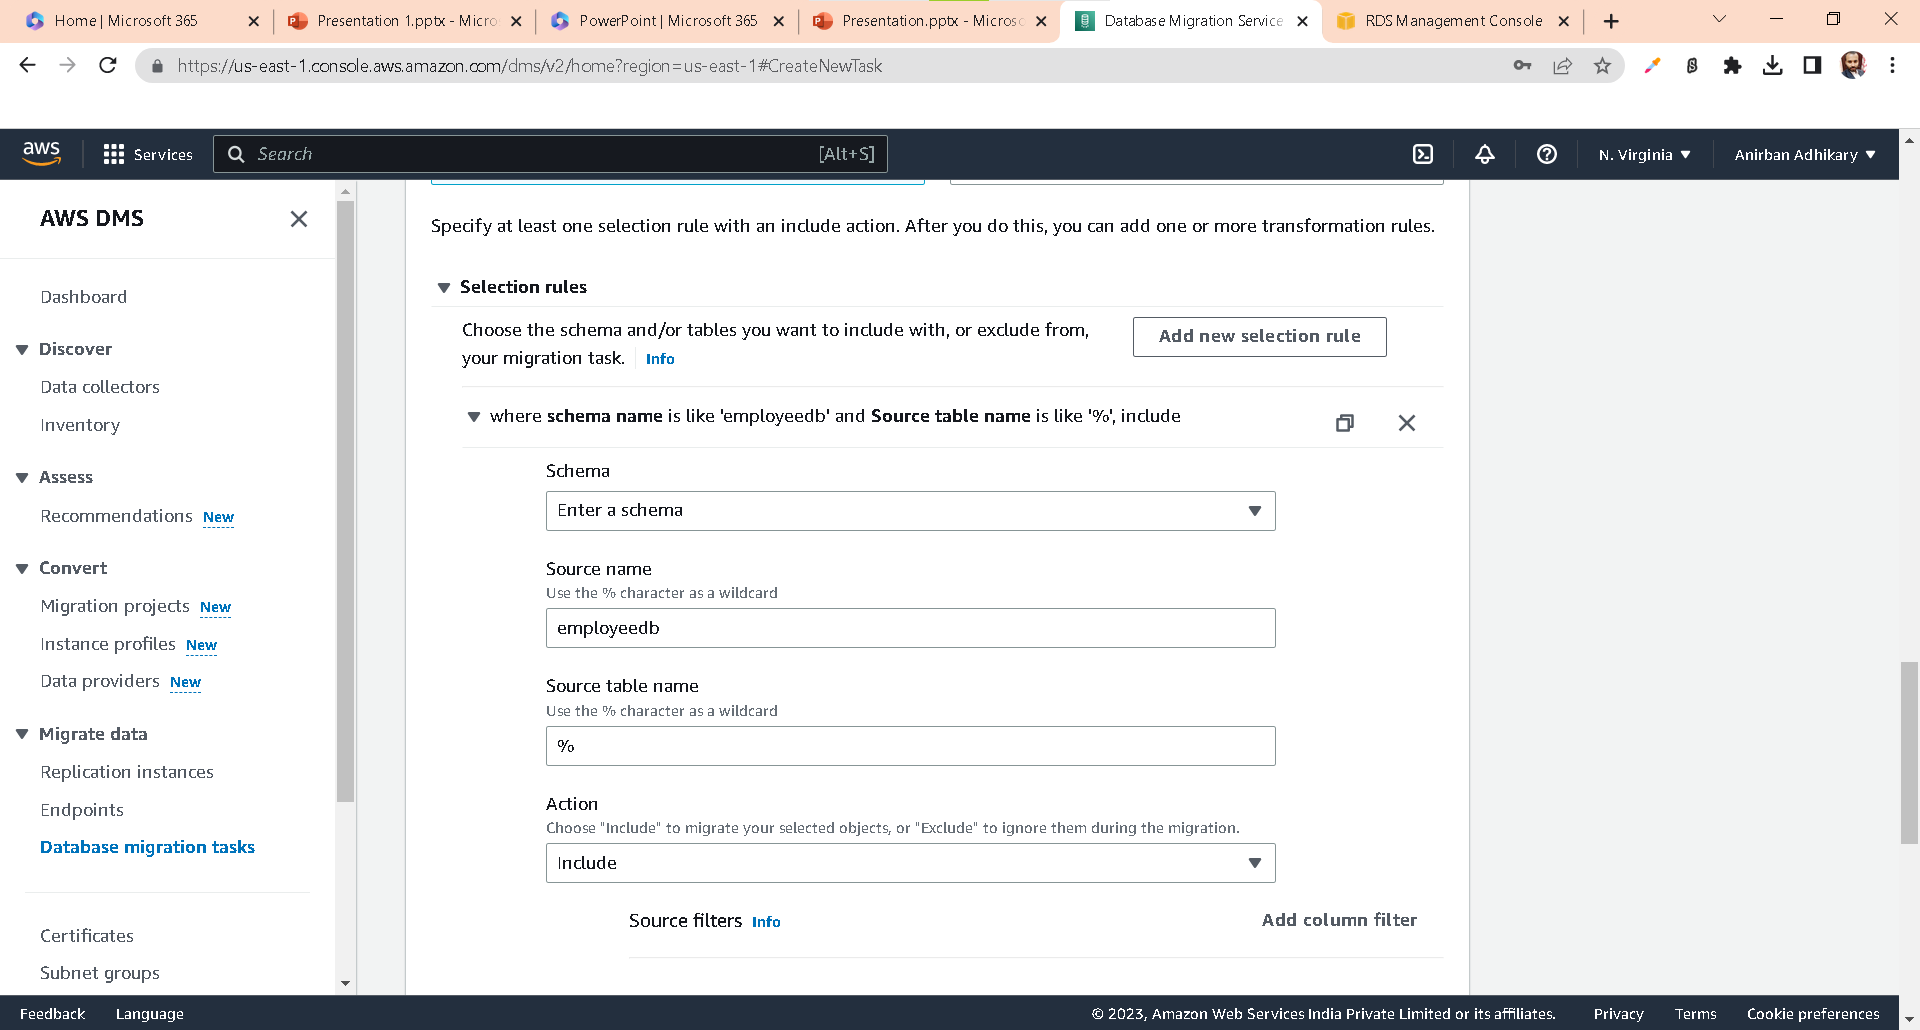 Home | Microsoft 365
Presentation 1.pptx - Micro
PowerPoint | Microsoft 365
Presentation.pptx - Micros
Database Migration Service
RDS Management Console
https://us-east-1.console.aws.amazon.com/dms/v2/home?region=us-east-1#CreateNewTask
aws
Services
Search
[Alt+S]
N. Virginia
Anirban Adhikary
AWS DMS
Dashboard
Discover
Data collectors
Inventory
Assess
Recommendations New
Convert
Migration projects New
Instance profiles New
Data providers New
Migrate data
Replication instances
Endpoints
Database migration tasks
Certificates
Subnet groups
Specify at least one selection rule with an include action. After you do this, you can add one or more transformation rules.
Selection rules
Choose the schema and/or tables you want to include with, or exclude from,
your migration task. Info
Add new selection rule
where schema name is like 'employeedb' and Source table name is like '%', include
Schema
Enter a schema
Source name
Use the % character as a wildcard
employeedb
Source table name
Use the % character as a wildcard
%
Action
Choose "Include" to migrate your selected objects, or "Exclude" to ignore them during the migration.
Include
Source filters Info
Add column filter
Feedback
Language
© 2023, Amazon Web Services India Private Limited or its affiliates.
Privacy
Terms
Cookie preferences